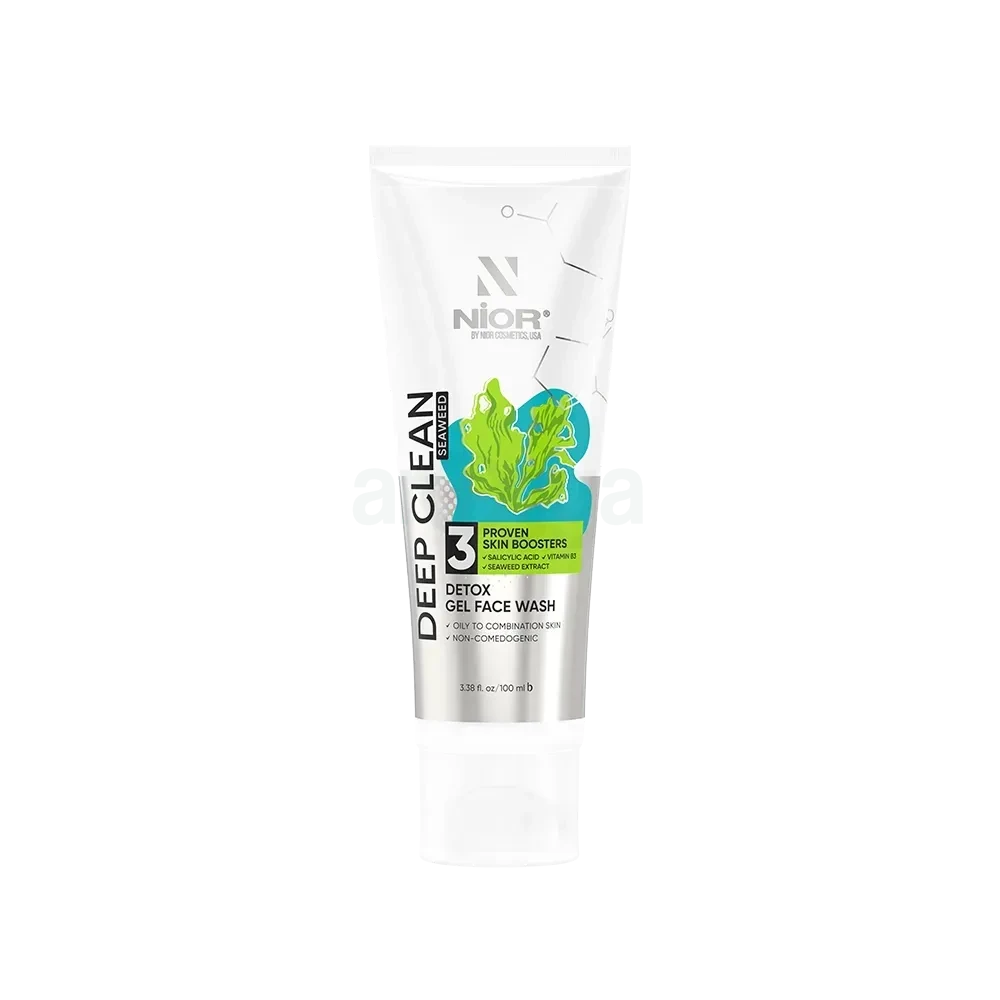 N
NiOR®
BY NIOR COSMETICS, USA
DEEP CLEAN
SEAWEED
3
PROVEN
SKIN BOOSTERS
✓ SALICYLIC ACID ✓ VITAMIN B3
✓ SEAWEED EXTRACT
DETOX
GEL FACE WASH
✓ OILY TO COMBINATION SKIN
✓ NON-COMEDOGENIC
3.38 fl. oz/100 ml b